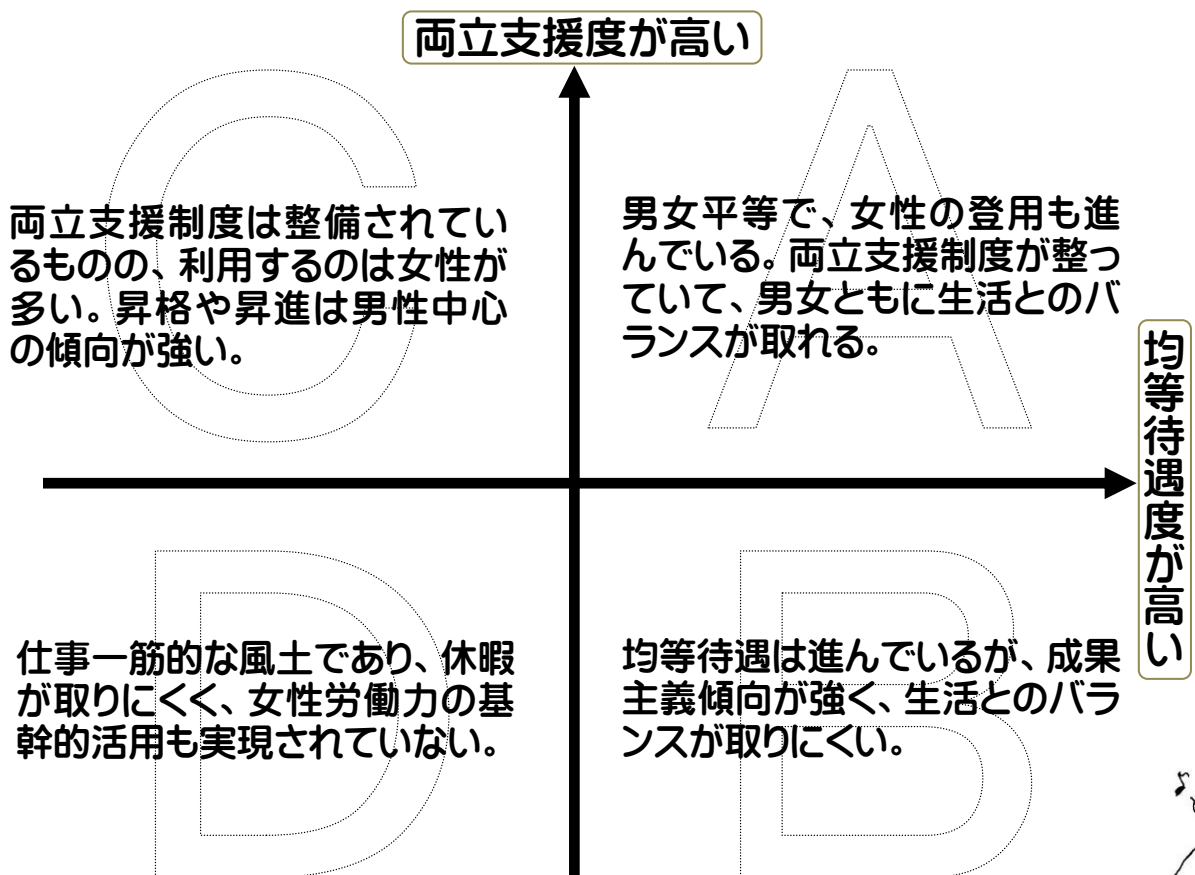 両立支援度が高い
C
両立支援制度は整備されてい
るものの、利用するのは女性が
多い。昇格や昇進は男性中心
の傾向が強い。
A
男女平等で、女性の登用も進
んでいる。両立支援制度が整っ
ていて、男女ともに生活とのバ
ランスが取れる。
均等待遇度が高い
D
仕事一筋的な風土であり、休暇
が取りにくく、女性労働力の基
幹的活用も実現されていない。
B
均等待遇は進んでいるが、成果
主義傾向が強く、生活とのバラ
ンスが取りにくい。